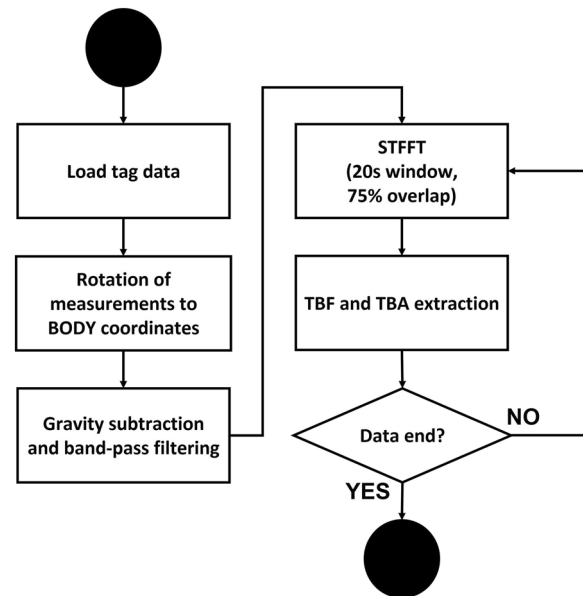 Load tag data
Rotation of
measurements to
BODY coordinates
Gravity subtraction
and band-pass filtering
STFFT
(20s window,
75% overlap)
TBF and TBA extraction
Data end?
NO
YES